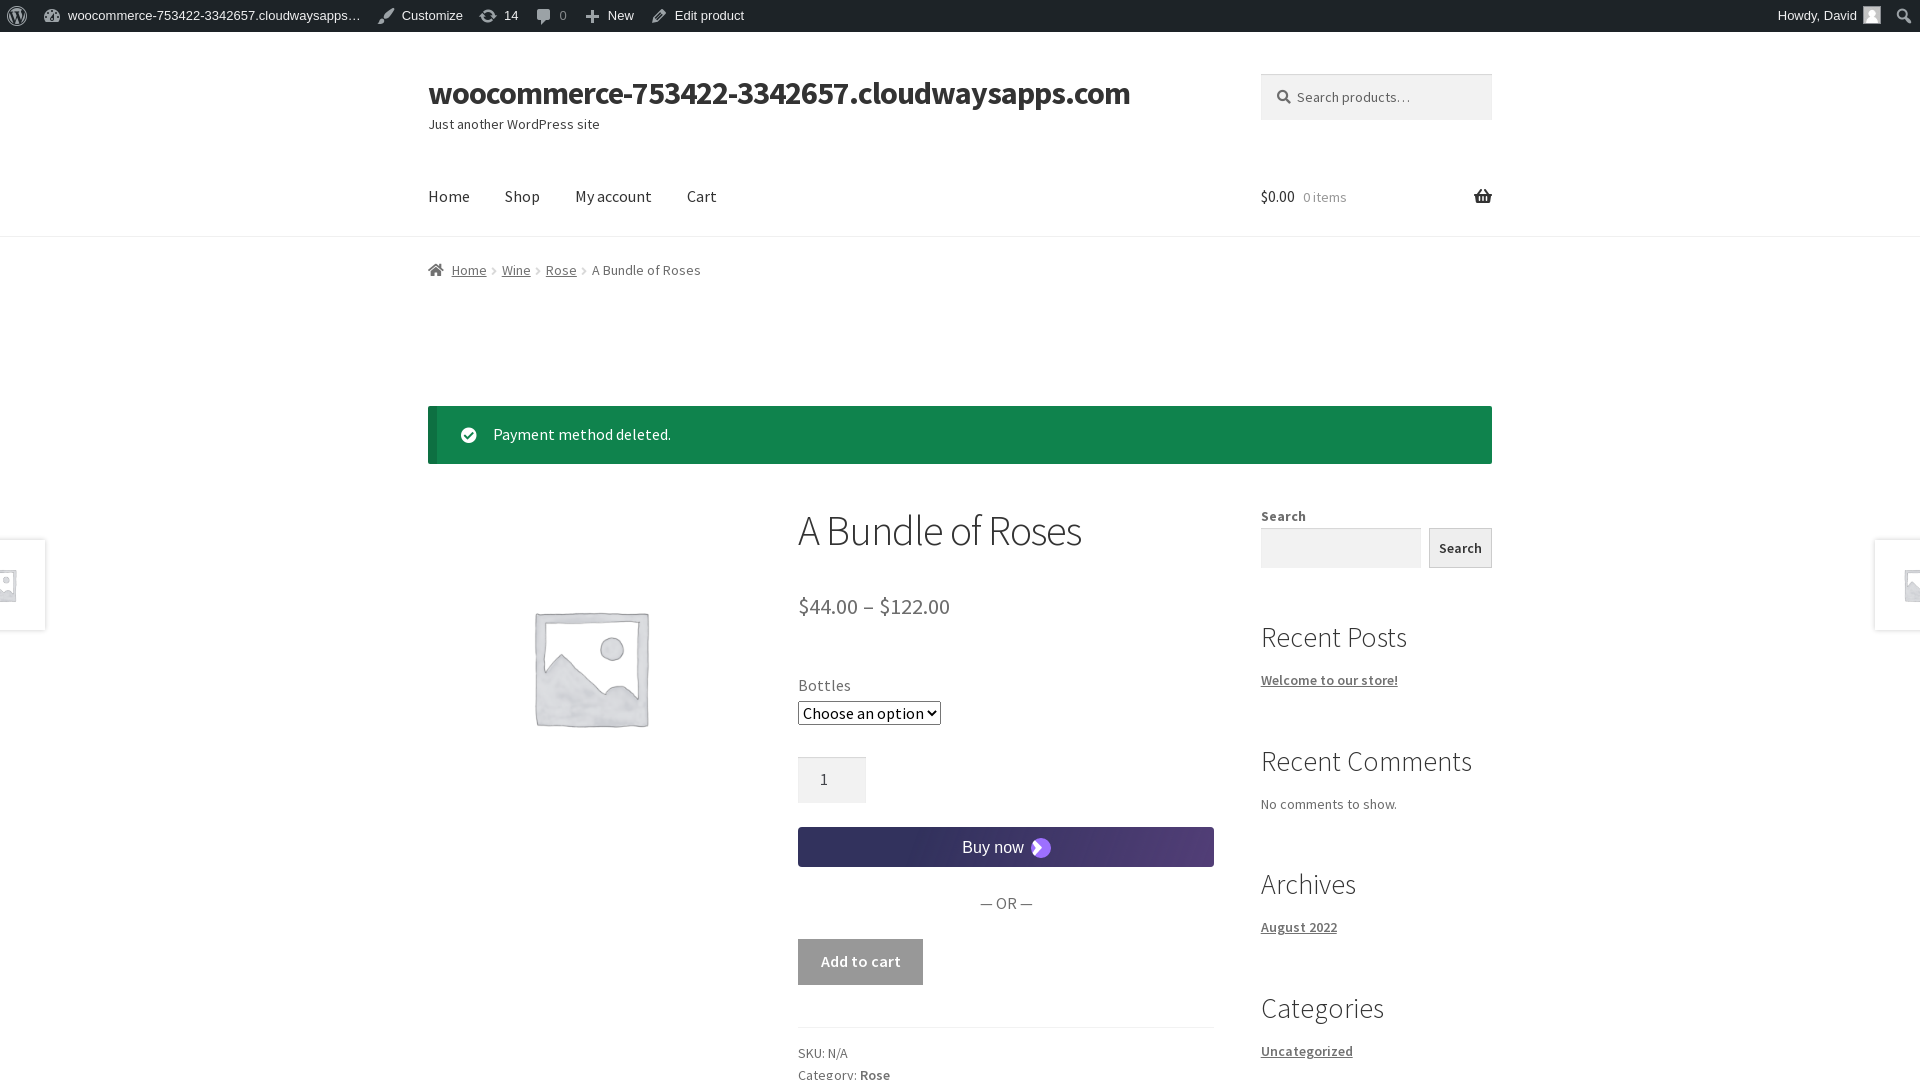 woocommerce-753422-3342657.cloudwaysapps…
Customize
14
0
New
Edit product
Howdy, David
woocommerce-753422-3342657.cloudwaysapps.com
Just another WordPress site
Search products…
Home
Shop
My account
Cart
$0.00 0 items
Home
Wine
Rose
A Bundle of Roses
Payment method deleted.
A Bundle of Roses
$44.00 – $122.00
Bottles
Choose an option
1
Buy now
— OR —
Add to cart
SKU: N/A
Category: Rose
Search
Search
Recent Posts
Welcome to our store!
Recent Comments
No comments to show.
Archives
August 2022
Categories
Uncategorized